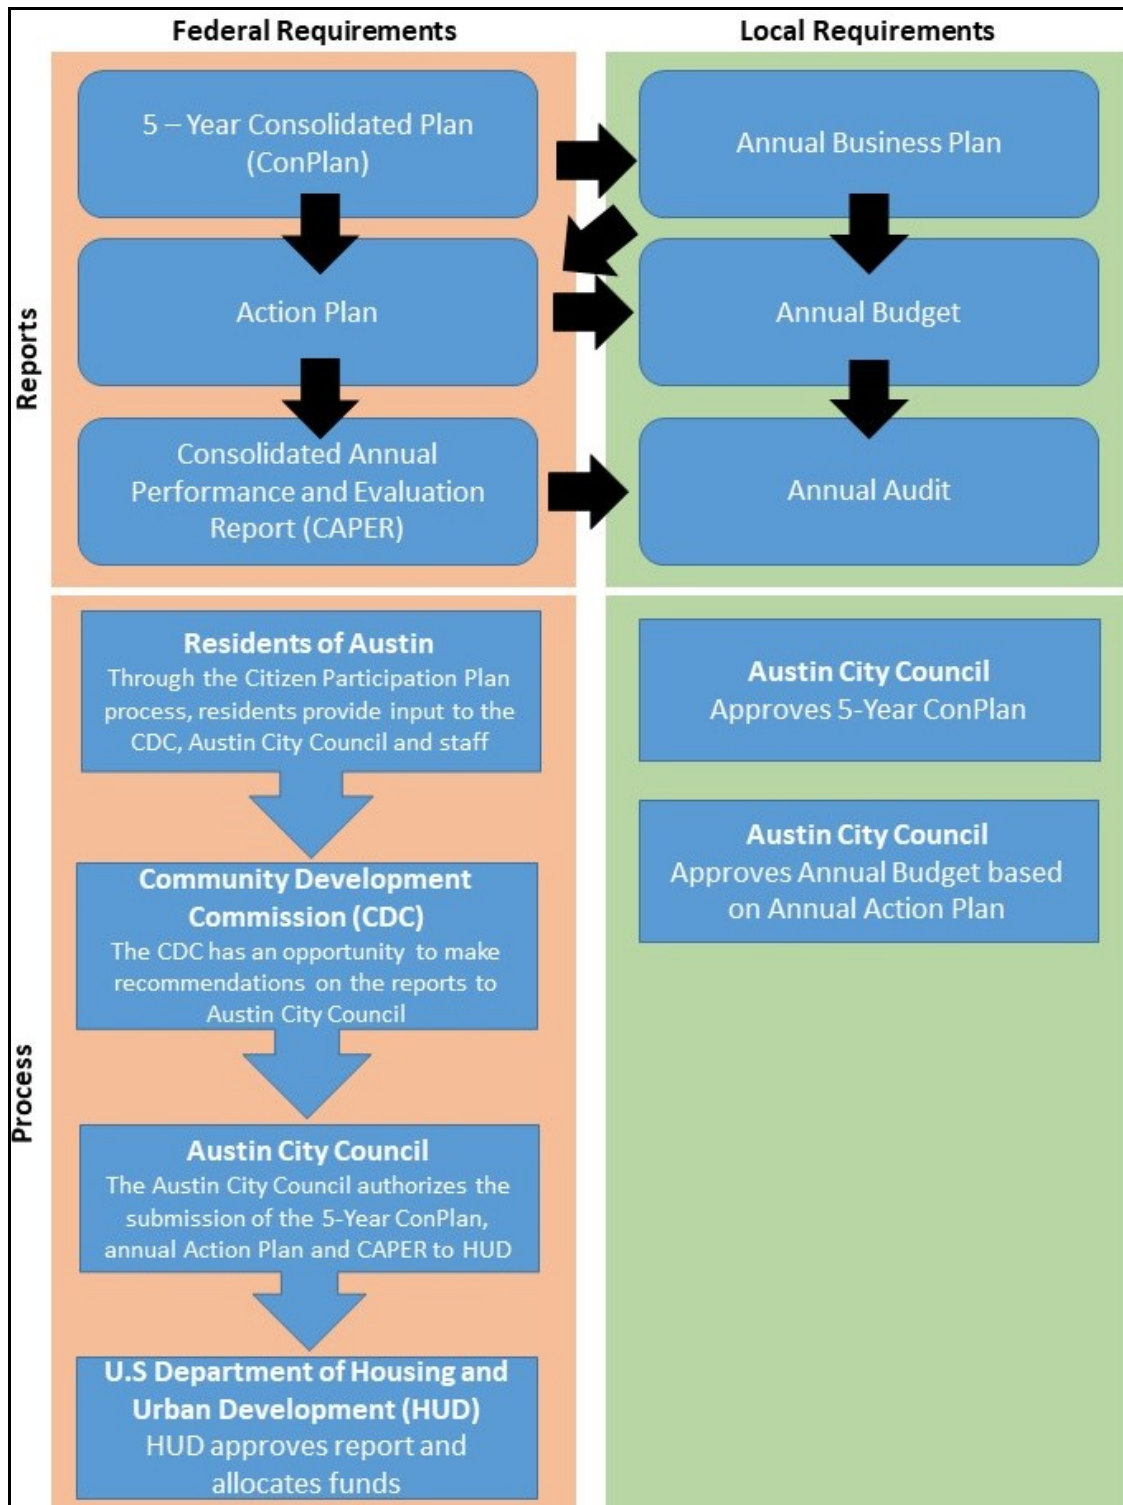 Federal Requirements
Local Requirements
Reports
5 – Year Consolidated Plan
(ConPlan)
Annual Business Plan
Action Plan
Annual Budget
Consolidated Annual
Performance and Evaluation
Report (CAPER)
Annual Audit
Process
Residents of Austin
Through the Citizen Participation Plan
process, residents provide input to the
CDC, Austin City Council and staff
Community Development
Commission (CDC)
The CDC has an opportunity to make
recommendations on the reports to
Austin City Council
Austin City Council
The Austin City Council authorizes the
submission of the 5-Year ConPlan,
annual Action Plan and CAPER to HUD
U.S Department of Housing and
Urban Development (HUD)
HUD approves report and
allocates funds
Austin City Council
Approves 5-Year ConPlan
Austin City Council
Approves Annual Budget based
on Annual Action Plan